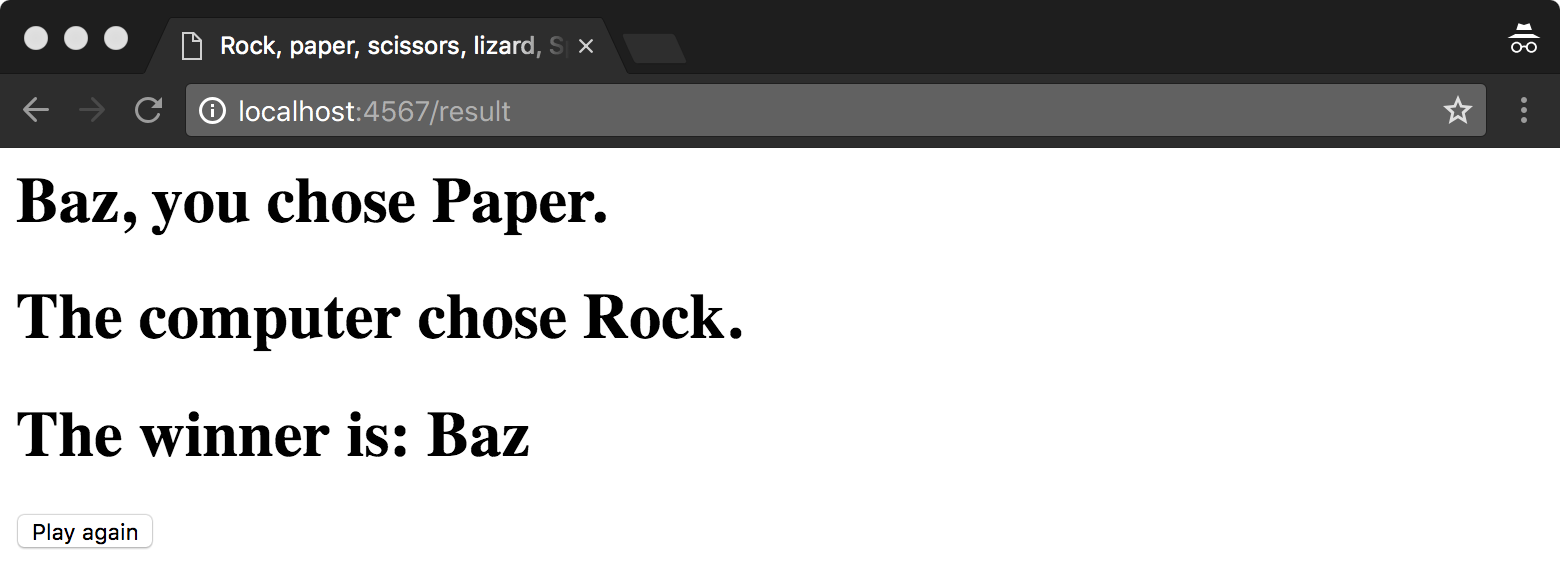 Rock, paper, scissors, lizard, S
localhost:4567/result
Baz, you chose Paper.
The computer chose Rock.
The winner is: Baz
Play again